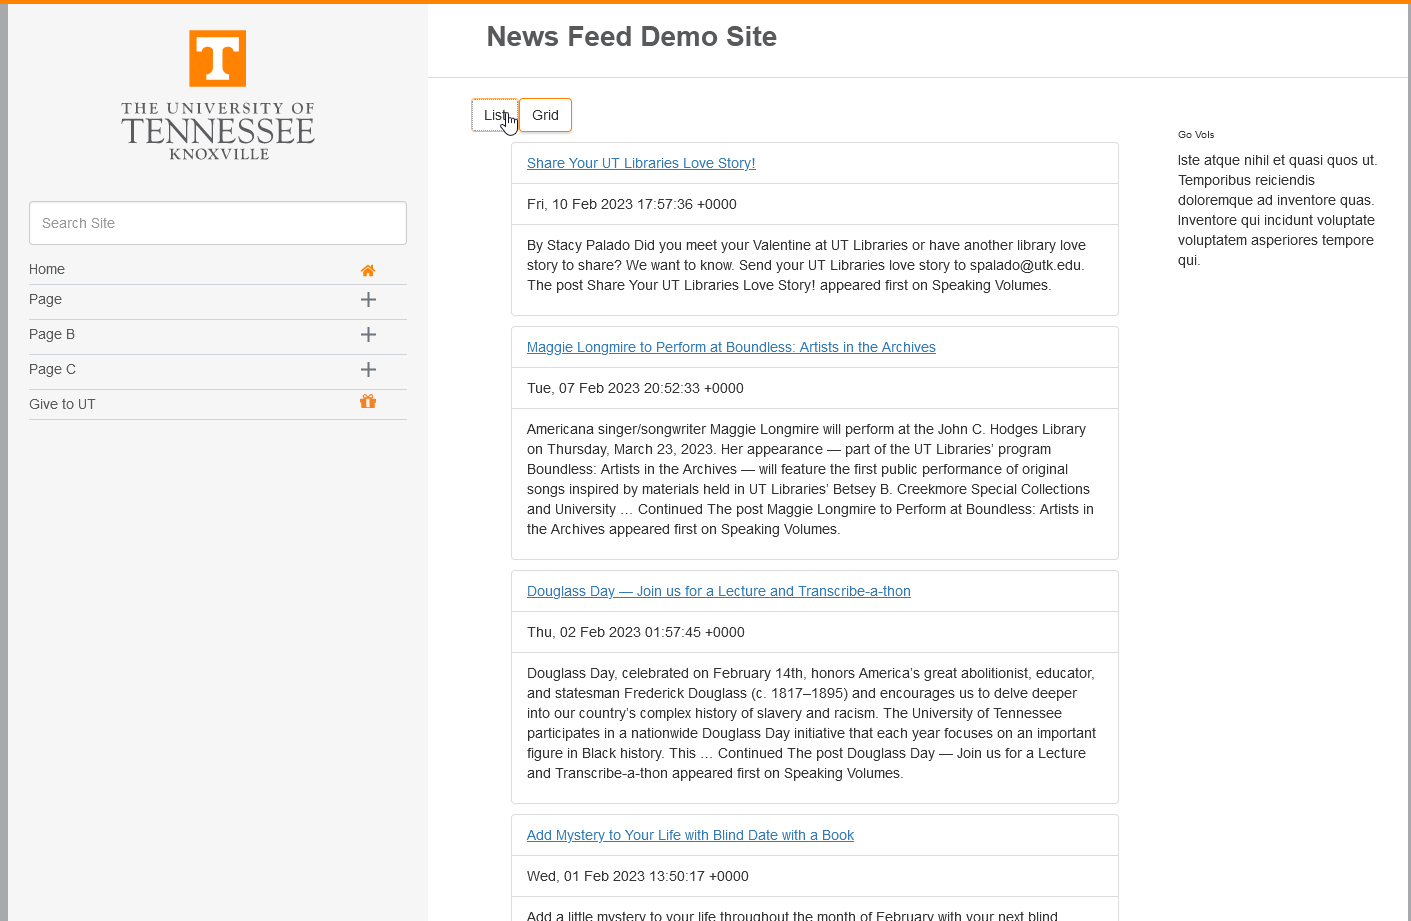 THE UNIVERSITY OF
TENNESSEE
KNOXVILLE
Search Site
Home
Page
Page B
Page C
Give to UT
News Feed Demo Site
List
Grid
Share Your UT Libraries Love Story!
Fri, 10 Feb 2023 17:57:36 +0000
By Stacy Palado Did you meet your Valentine at UT Libraries or have another library love
story to share? We want to know. Send your UT Libraries love story to spalado@utk.edu.
The post Share Your UT Libraries Love Story! appeared first on Speaking Volumes.
Maggie Longmire to Perform at Boundless: Artists in the Archives
Tue, 07 Feb 2023 20:52:33 +0000
Americana singer/songwriter Maggie Longmire will perform at the John C. Hodges Library
on Thursday, March 23, 2023. Her appearance — part of the UT Libraries’ program
Boundless: Artists in the Archives — will feature the first public performance of original
songs inspired by materials held in UT Libraries’ Betsey B. Creekmore Special Collections
and University … Continued The post Maggie Longmire to Perform at Boundless: Artists in
the Archives appeared first on Speaking Volumes.
Douglass Day — Join us for a Lecture and Transcribe-a-thon
Thu, 02 Feb 2023 01:57:45 +0000
Douglass Day, celebrated on February 14th, honors America’s great abolitionist, educator,
and statesman Frederick Douglass (c. 1817–1895) and encourages us to delve deeper
into our country’s complex history of slavery and racism. The University of Tennessee
participates in a nationwide Douglass Day initiative that each year focuses on an important
figure in Black history. This … Continued The post Douglass Day — Join us for a Lecture
and Transcribe-a-thon appeared first on Speaking Volumes.
Add Mystery to Your Life with Blind Date with a Book
Wed, 01 Feb 2023 13:50:17 +0000
Add a little mystery to your life throughout the month of February with your next blind
Go Vols
Iste atque nihil et quasi quos ut.
Temporibus reiciendis
doloremque ad inventore quas.
Inventore qui incidunt voluptate
voluptatem asperiores tempore
qui.